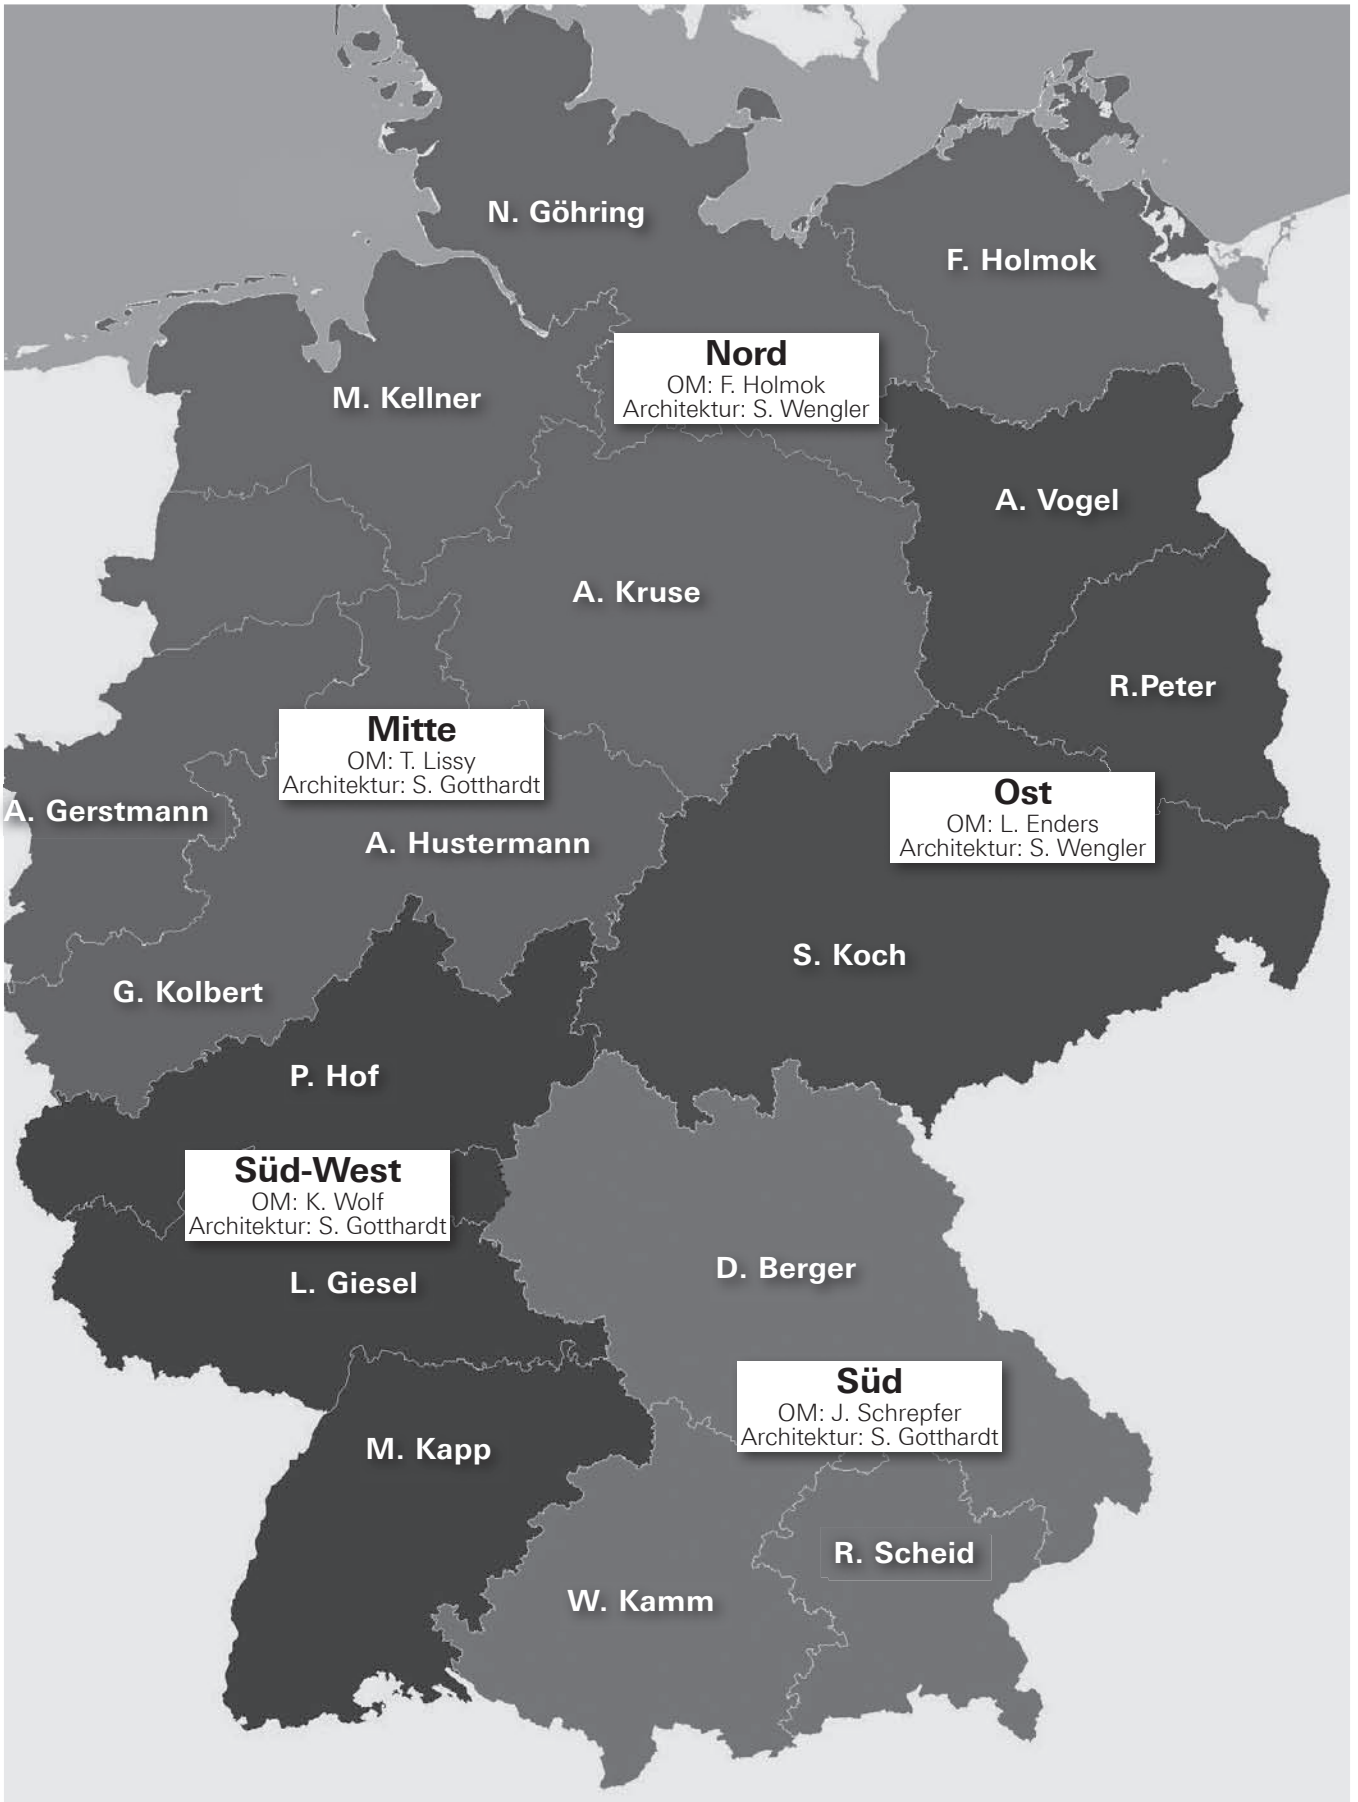 N. Göhring
F. Holmok
Nord
OM: F. Holmok
Architektur: S. Wengler
M. Kellner
A. Vogel
A. Kruse
R.Peter
Mitte
OM: T. Lissy
Architektur: S. Gotthardt
Ost
OM: L. Enders
Architektur: S. Wengler
A. Gerstmann
A. Hustermann
S. Koch
G. Kolbert
P. Hof
Süd-West
OM: K. Wolf
Architektur: S. Gotthardt
D. Berger
L. Giesel
Süd
OM: J. Schrepfer
Architektur: S. Gotthardt
M. Kapp
R. Scheid
W. Kamm